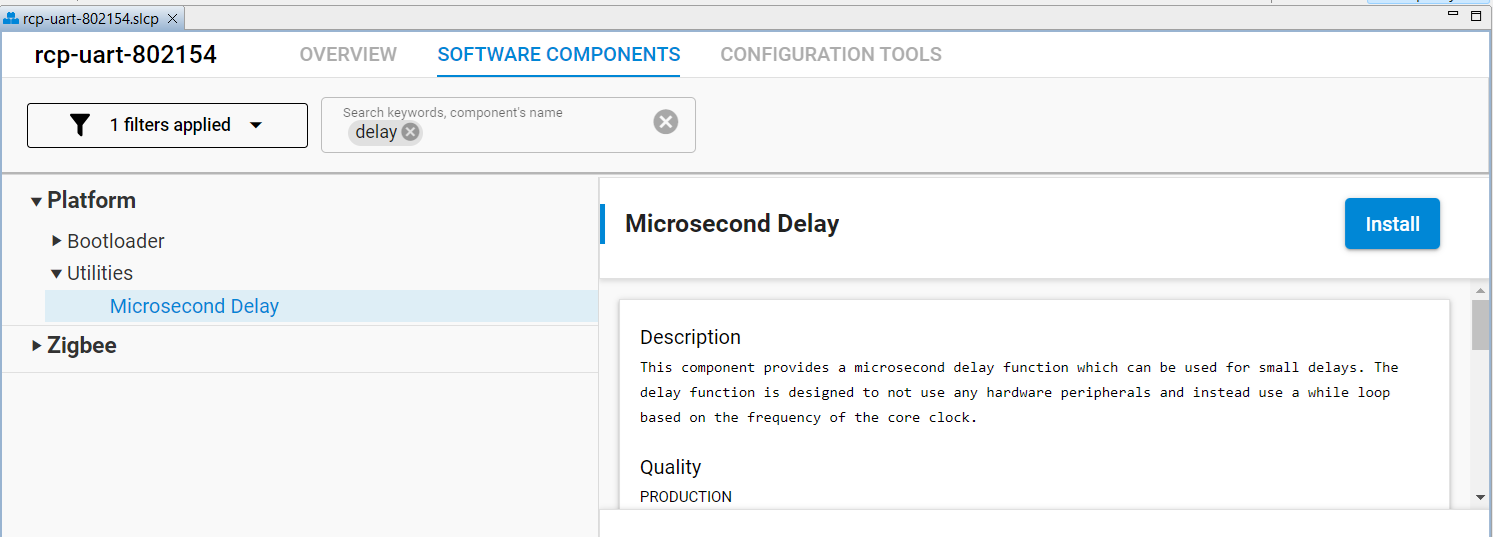 rcp-uart-802154.slcp
rcp-uart-802154 OVERVIEW SOFTWARE COMPONENTS CONFIGURATION TOOLS
1 filters applied
Search keywords, component's name
delay
Platform
Bootloader
Utilities
Microsecond Delay
Zigbee
Microsecond Delay
Install
Description
This component provides a microsecond delay function which can be used for small delays. The
delay function is designed to not use any hardware peripherals and instead use a while loop
based on the frequency of the core clock.
Quality
PRODUCTION